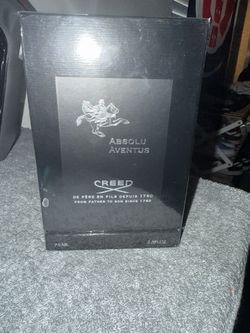 ABSOLU
AVENTUS
CREED
DE PÈRE EN FILS DEPUIS 1760
FROM FATHER TO SON SINCE 1760